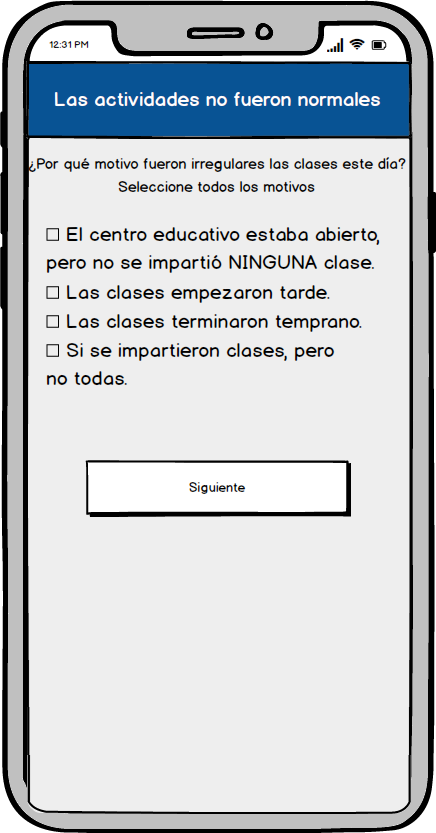 12:31 PM
Las actividades no fueron normales
¿Por qué motivo fueron irregulares las clases este día?
Seleccione todos los motivos
☐ El centro educativo estaba abierto,
pero no se impartió NINGUNA clase.
☐ Las clases empezaron tarde.
☐ Las clases terminaron temprano.
☐ Si se impartieron clases, pero
no todas.
Siguiente